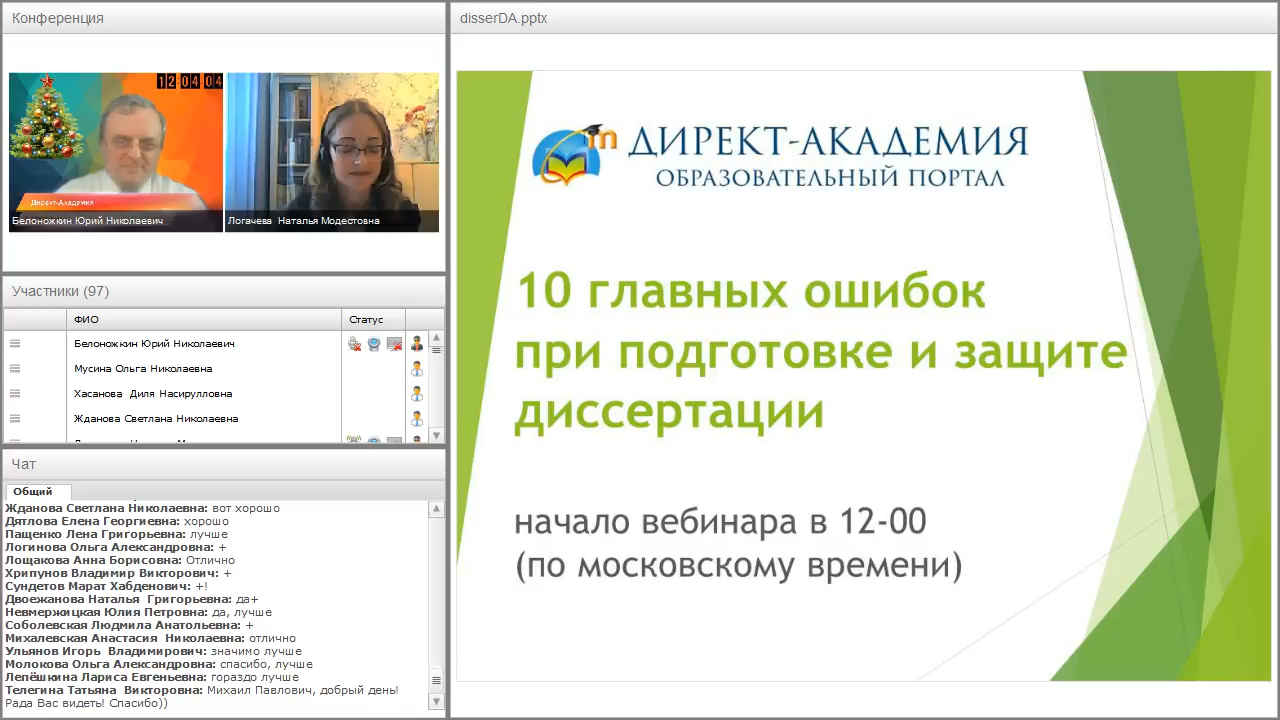 Конференция
12:04:04
Директ-Академия
Белоножкин Юрий Николаевич
Логачева Наталья Модестовна
Участники (97)
ФИО
Статус
Белоножкин Юрий Николаевич
Мусина Ольга Николаевна
Хасанова Диля Насирулловна
Жданова Светлана Николаевна
Чат
Общий
Жданова Светлана Николаевна: вот хорошо
Дятлова Елена Георгиевна: хорошо
Пащенко Лена Григорьевна: лучше
Логинова Ольга Александровна: +
Лощакова Анна Борисовна: Отлично
Хрипунов Владимир Викторович: +
Сундетов Марат Хабденович: +!
Двоежанова Наталья Григорьевна: да+
Невмержицкая Юлия Петровна: да, лучше
Соболевская Людмила Анатольевна: +
Михалевская Анастасия Николаевна: отлично
Ульянов Игорь Владимирович: значимо лучше
Молокова Ольга Александровна: спасибо, лучше
Лепёшкина Лариса Евгеньевна: гораздо лучше
Телегина Татьяна Викторовна: Михаил Павлович, добрый день!
Рада Вас видеть! Спасибо))
disserDA.pptx
ДИРЕКТ-АКАДЕМИЯ
ОБРАЗОВАТЕЛЬНЫЙ ПОРТАЛ
10 главных ошибок
при подготовке и защите
диссертации
начало вебинара в 12-00
(по московскому времени)